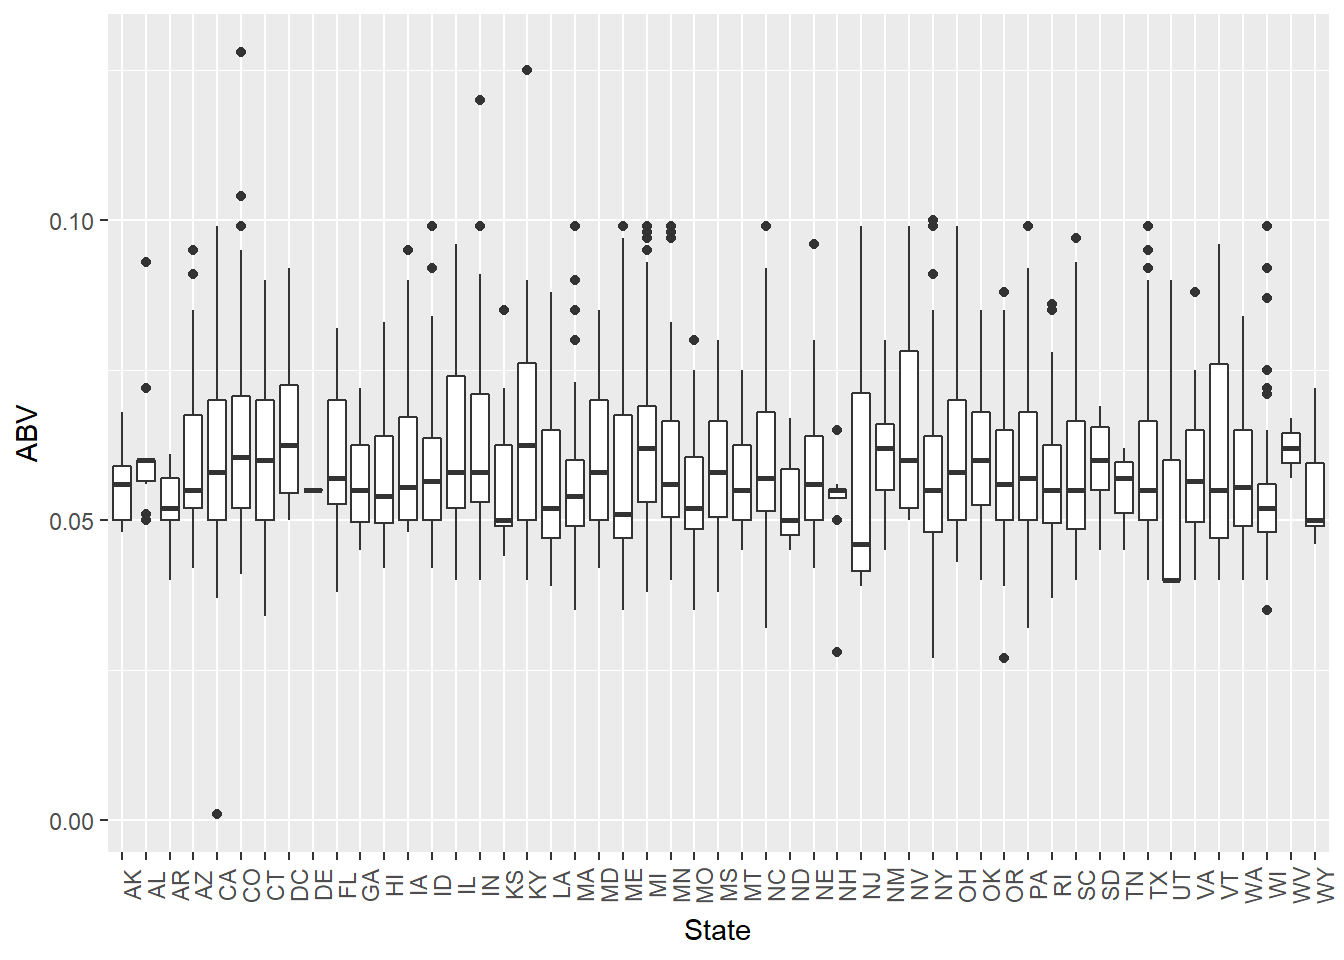 ABV
0.10
0.05
0.00
AK AL AR AZ CA CO CT DC DE FL GA HI IA ID IL IN KS KY LA MA MD ME MI MN MO MS MT NC ND NE NH NJ NM NV NY OH OK OR PA RI SC SD TN TX UT VA VT WA WI WV WY
State